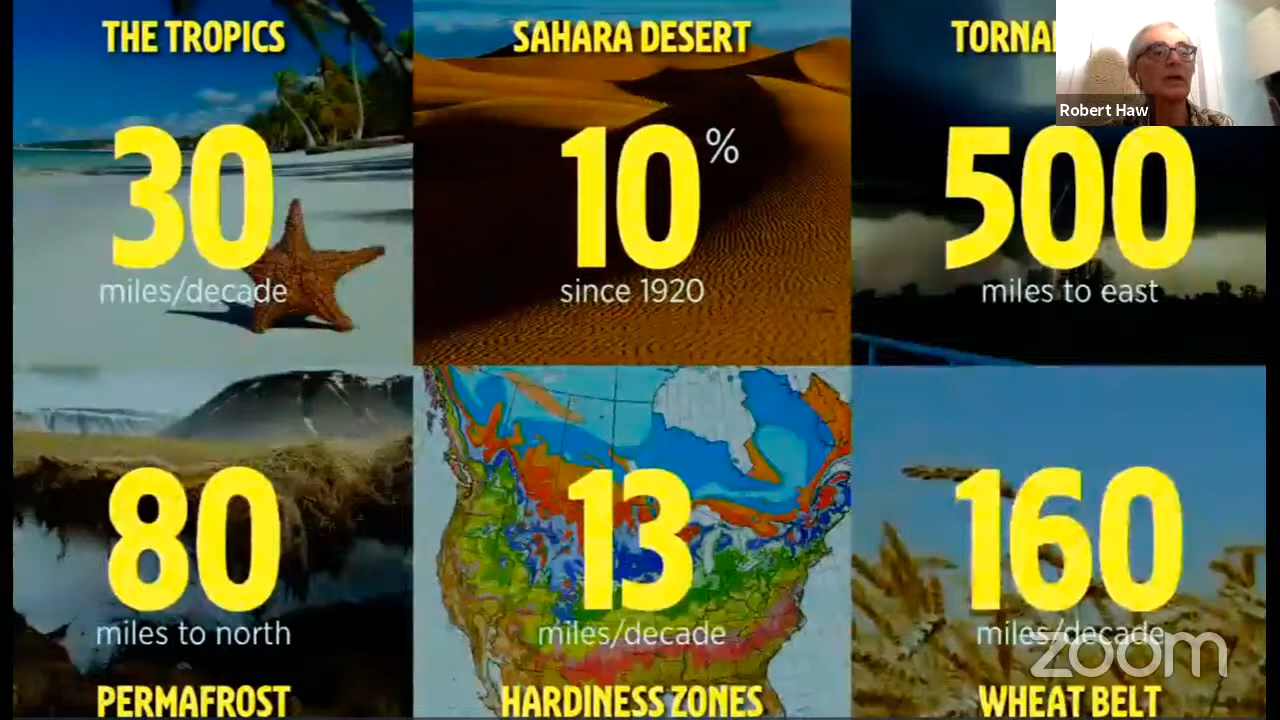 THE TROPICS
30
miles/decade
SAHARA DESERT
10%
since 1920
500
miles to east
Robert Haw
80
miles to north
PERMAFROST
13
miles/decade
HARDINESS ZONES
160
miles/decade
WHEAT BELT
zoom